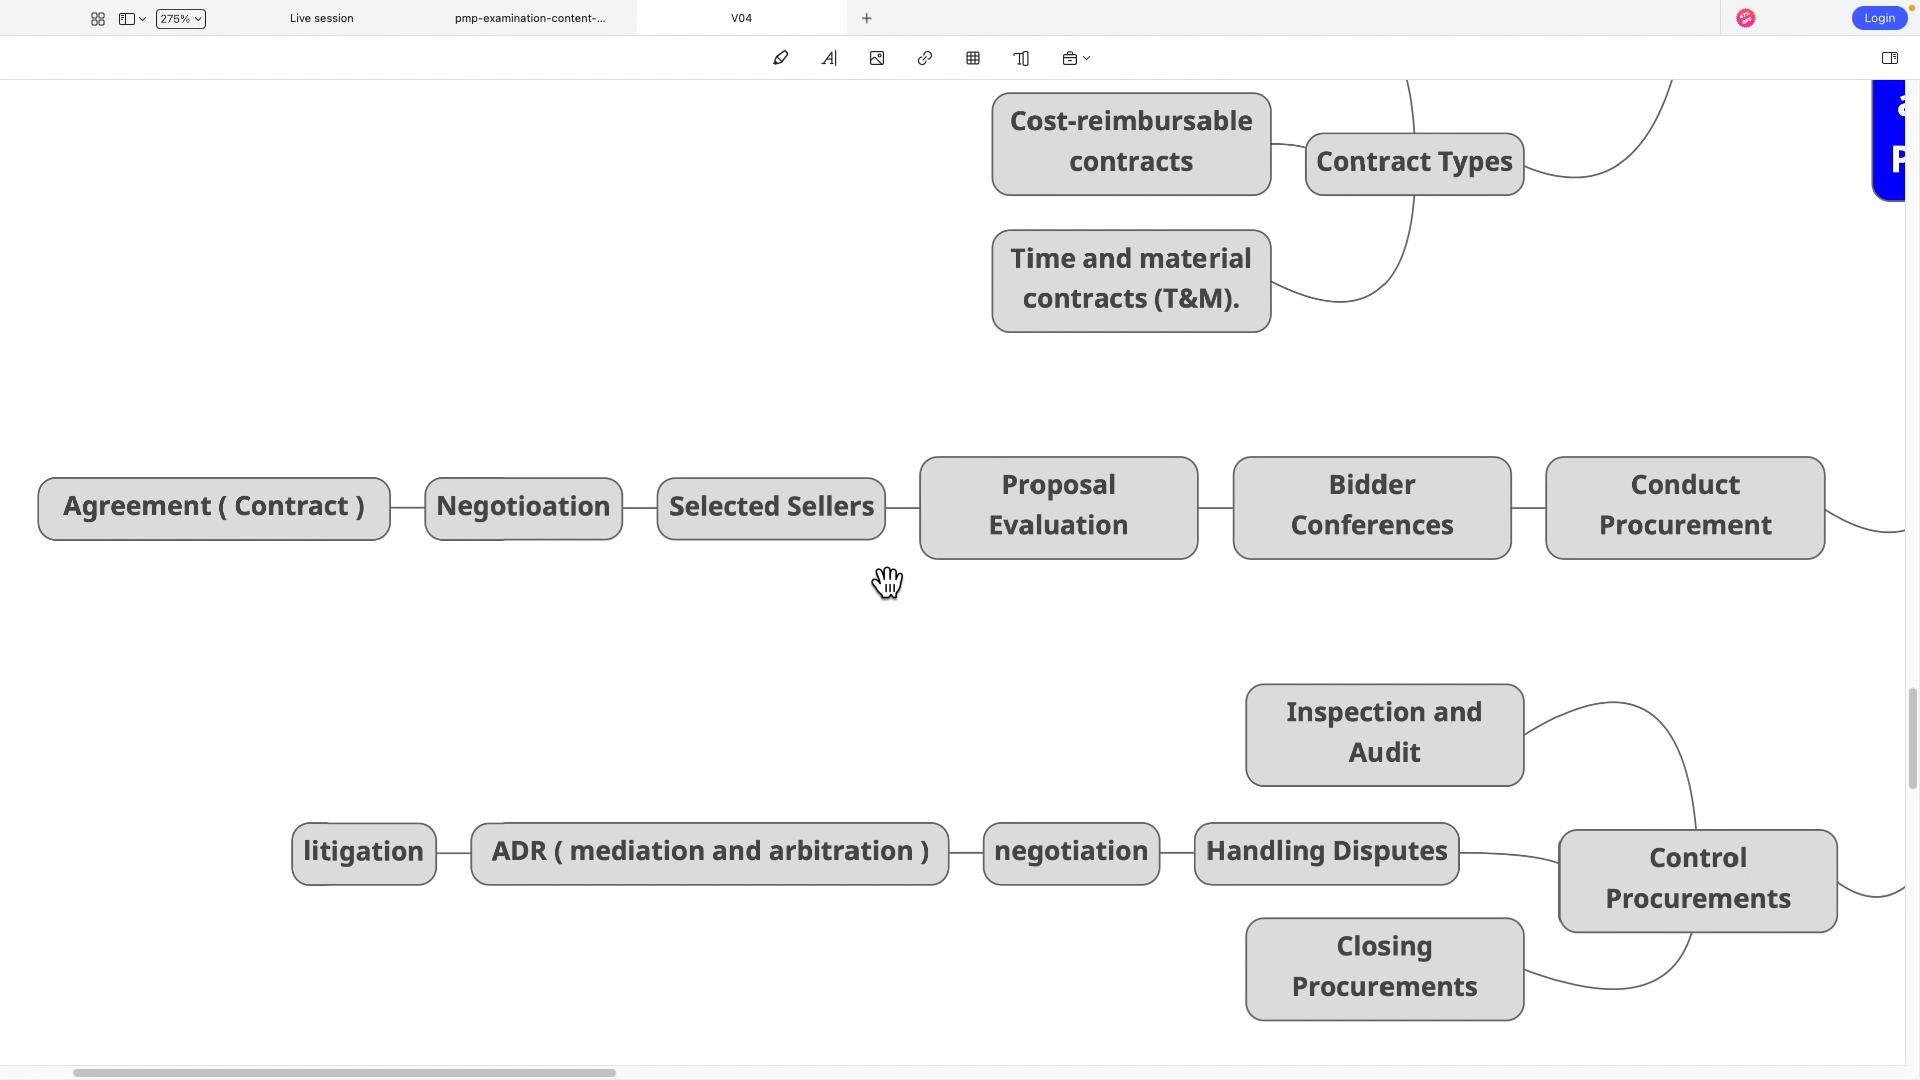 275%
Live session
pmp-examination-content-...
V04
Login
Cost-reimbursable
contracts
Contract Types
Time and material
contracts (T&M).
Agreement ( Contract )
Negotioation
Selected Sellers
Proposal
Evaluation
Bidder
Conferences
Conduct
Procurement
Inspection and
Audit
litigation
ADR ( mediation and arbitration )
negotiation
Handling Disputes
Control
Procurements
Closing
Procurements